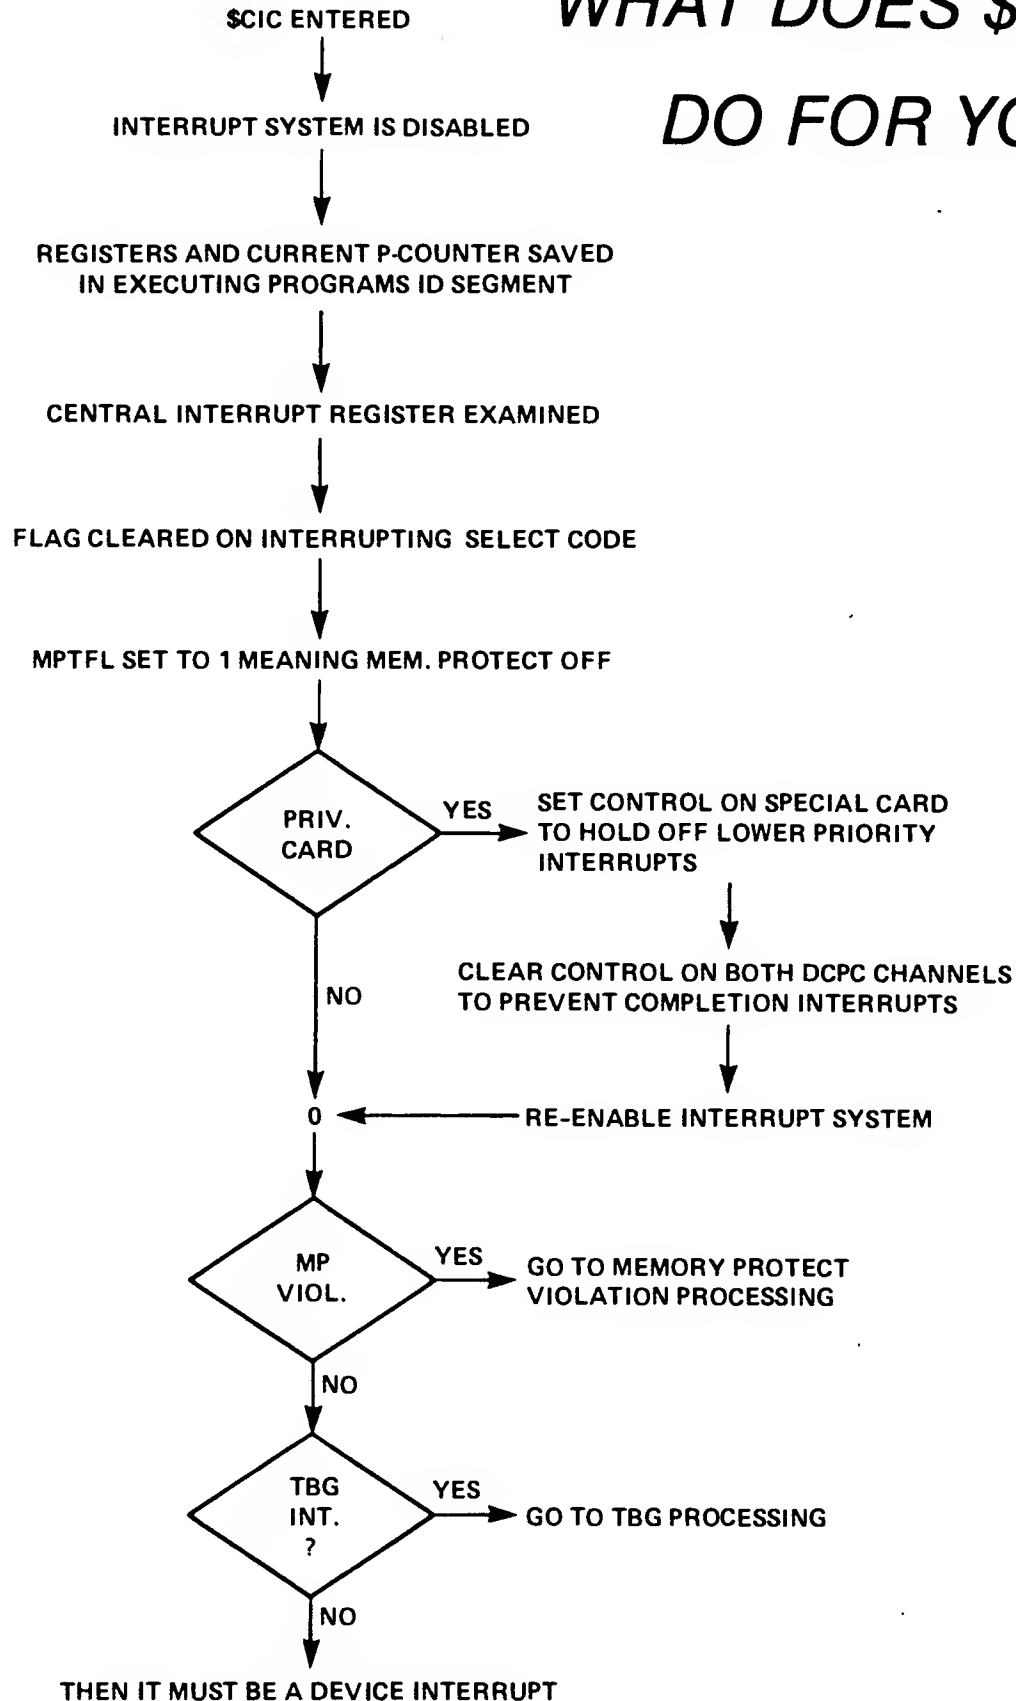 WHAT DOES $
DO FOR YO
$CIC ENTERED
INTERRUPT SYSTEM IS DISABLED
REGISTERS AND CURRENT P-COUNTER SAVED
IN EXECUTING PROGRAMS ID SEGMENT
CENTRAL INTERRUPT REGISTER EXAMINED
FLAG CLEARED ON INTERRUPTING SELECT CODE
MPTFL SET TO 1 MEANING MEM. PROTECT OFF
PRIV.
CARD
YES
SET CONTROL ON SPECIAL CARD
TO HOLD OFF LOWER PRIORITY
INTERRUPTS
CLEAR CONTROL ON BOTH DCPC CHANNELS
TO PREVENT COMPLETION INTERRUPTS
NO
0
RE-ENABLE INTERRUPT SYSTEM
MP
VIOL.
YES
GO TO MEMORY PROTECT
VIOLATION PROCESSING
NO
TBG
INT.
?
YES
GO TO TBG PROCESSING
NO
THEN IT MUST BE A DEVICE INTERRUPT